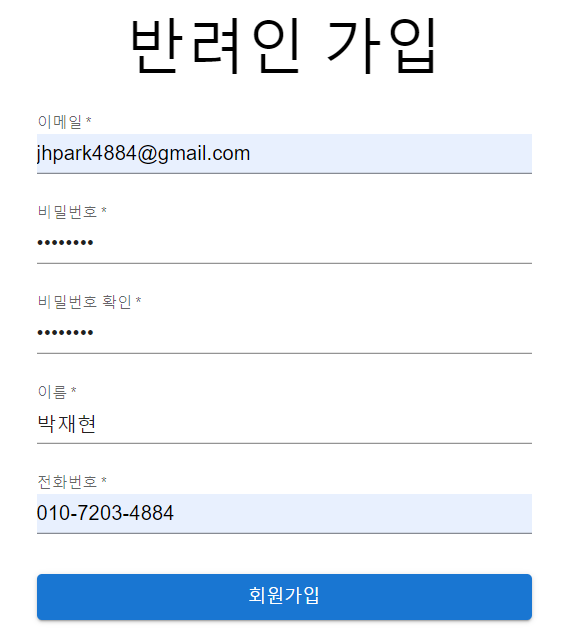 반려인 가입
이메일 *
jhpark4884@gmail.com
비밀번호 *
••••••••
비밀번호 확인 *
••••••••
이름 *
박재현
전화번호 *
010-7203-4884
회원가입